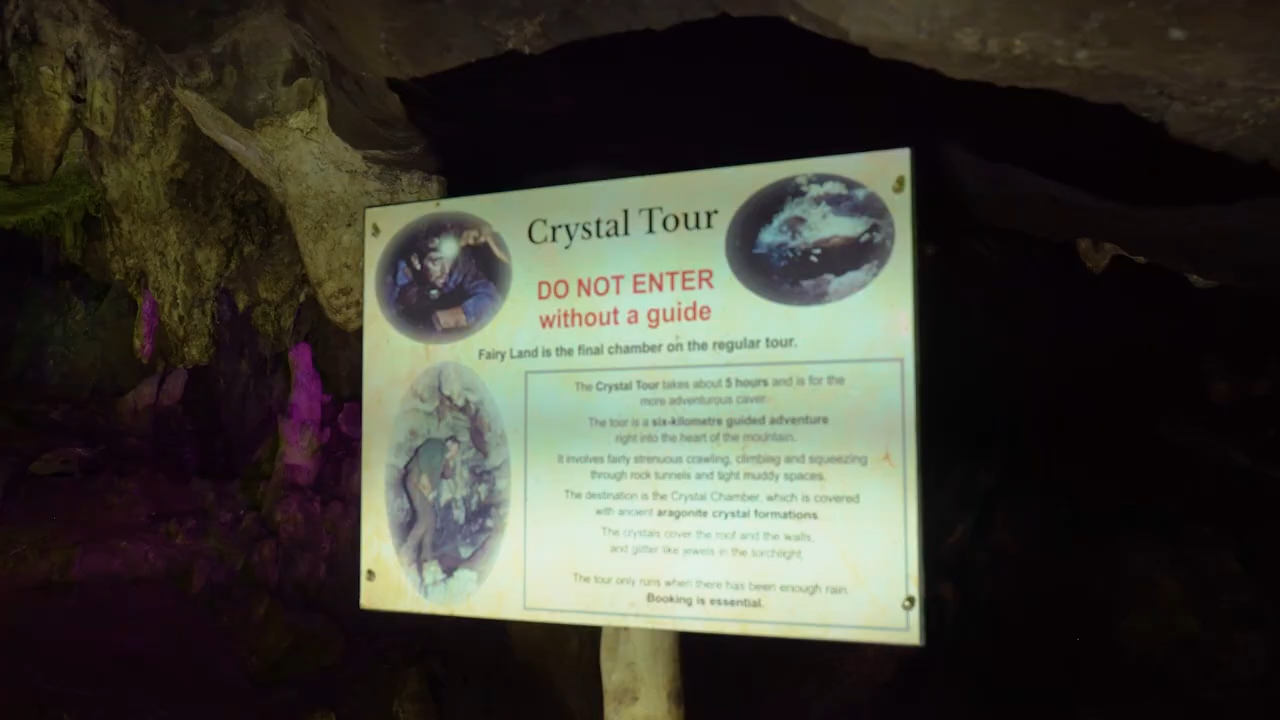 Crystal Tour
DO NOT ENTER
without a guide
Fairy Land is the final chamber on the regular tour.
The Crystal Tour takes about 5 hours and is for the
more adventurous caver.
The tour is a six-kilometre guided adventure
right into the heart of the mountain.
It involves fairly strenuous crawling, climbing and squeezing
through rock tunnels and tight muddy spaces.
The destination is the Crystal Chamber, which is covered
with ancient aragonite crystal formations.
The crystals cover the roof and the walls,
and glitter like jewels in the torchlight.
The tour only runs when there has been enough rain.
Booking is essential.